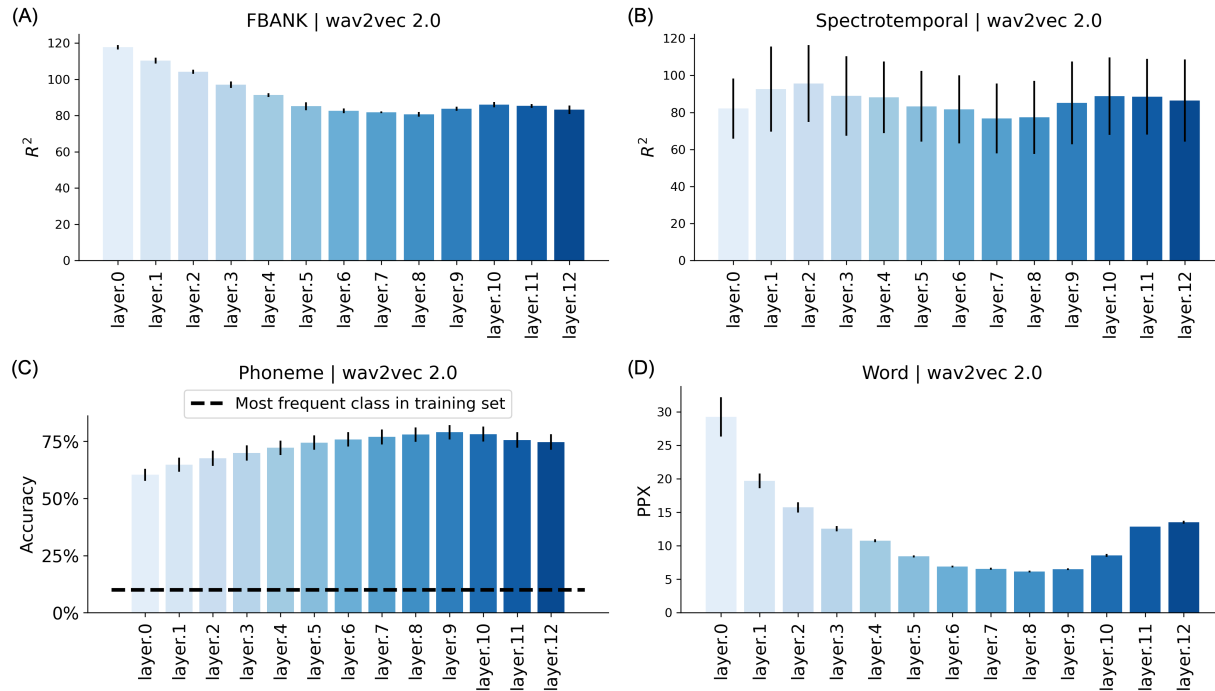 (A)
FBANK | wav2vec 2.0
R²
120
100
80
60
40
20
0
layer.0
layer.1
layer.2
layer.3
layer.4
layer.5
layer.6
layer.7
layer.8
layer.9
layer.10
layer.11
layer.12
(B)
Spectrotemporal | wav2vec 2.0
R²
120
100
80
60
40
20
0
layer.0
layer.1
layer.2
layer.3
layer.4
layer.5
layer.6
layer.7
layer.8
layer.9
layer.10
layer.11
layer.12
(C)
Phoneme | wav2vec 2.0
Most frequent class in training set
Accuracy
75%
50%
25%
0%
layer.0
layer.1
layer.2
layer.3
layer.4
layer.5
layer.6
layer.7
layer.8
layer.9
layer.10
layer.11
layer.12
(D)
Word | wav2vec 2.0
PPX
30
25
20
15
10
5
0
layer.0
layer.1
layer.2
layer.3
layer.4
layer.5
layer.6
layer.7
layer.8
layer.9
layer.10
layer.11
layer.12